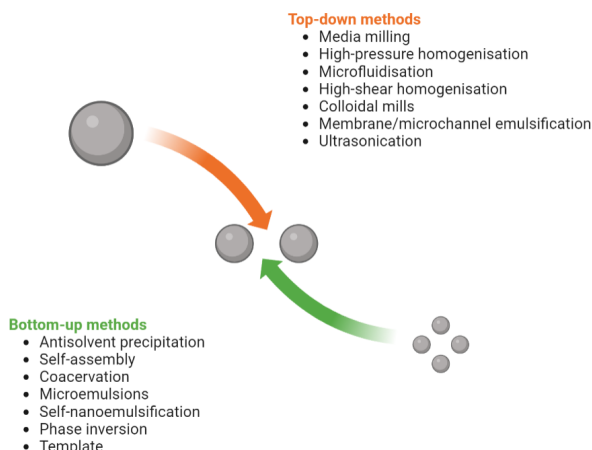 Top-down methods
• Media milling
• High-pressure homogenisation
• Microfluidisation
• High-shear homogenisation
• Colloidal mills
• Membrane/microchannel emulsification
• Ultrasonication
Bottom-up methods
• Antisolvent precipitation
• Self-assembly
• Coacervation
• Microemulsions
• Self-nanoemulsification
• Phase inversion
• Template